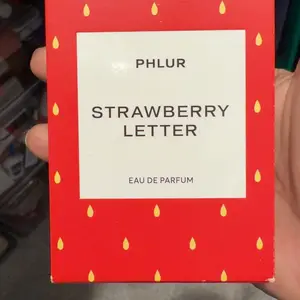 PHLUR
STRAWBERRY
LETTER
EAU DE PARFUM